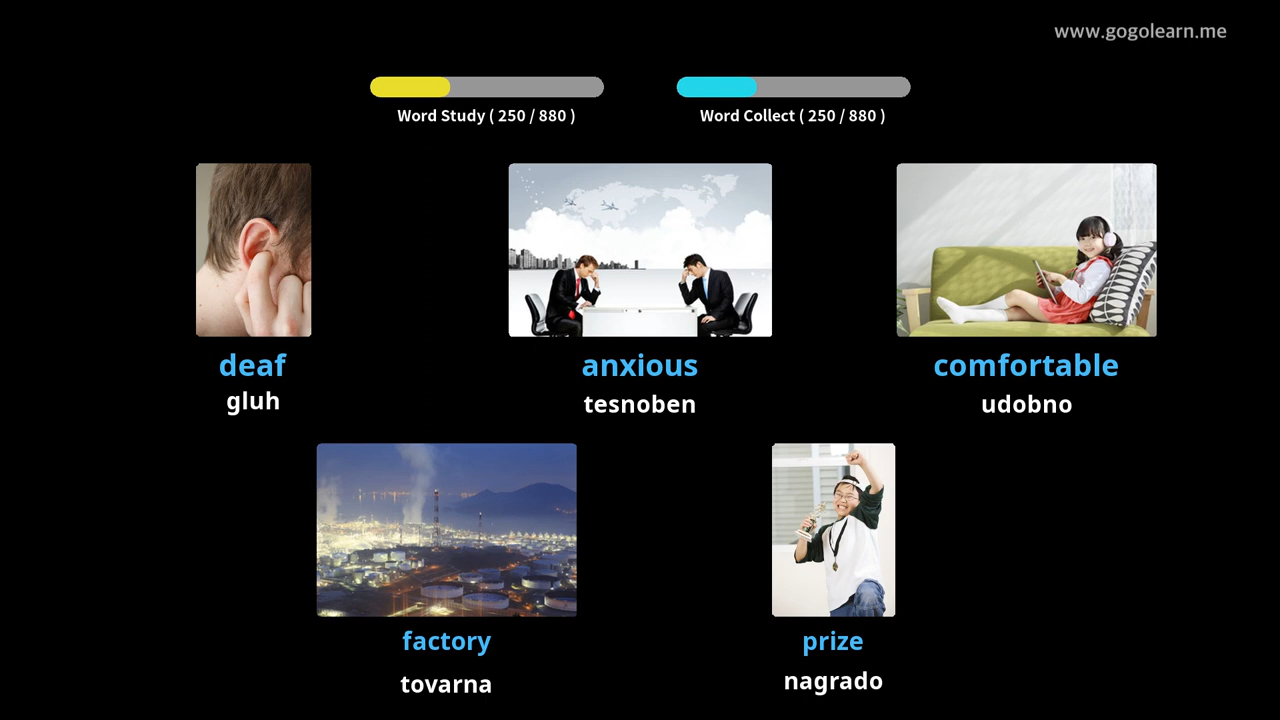 www.gogolearn.me
Word Study ( 250 / 880 )
Word Collect ( 250 / 880 )
deaf
gluh
anxious
tesnoben
comfortable
udobno
factory
tovarna
prize
nagrado